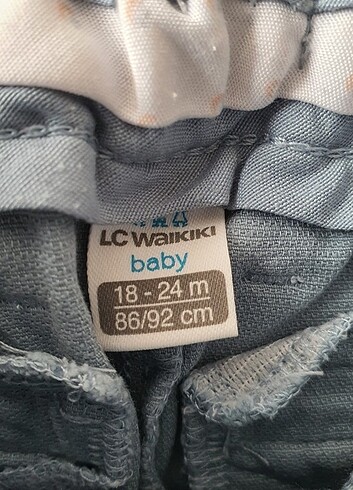 LC WAIKIKI
baby
18 - 24 m
86/92 cm